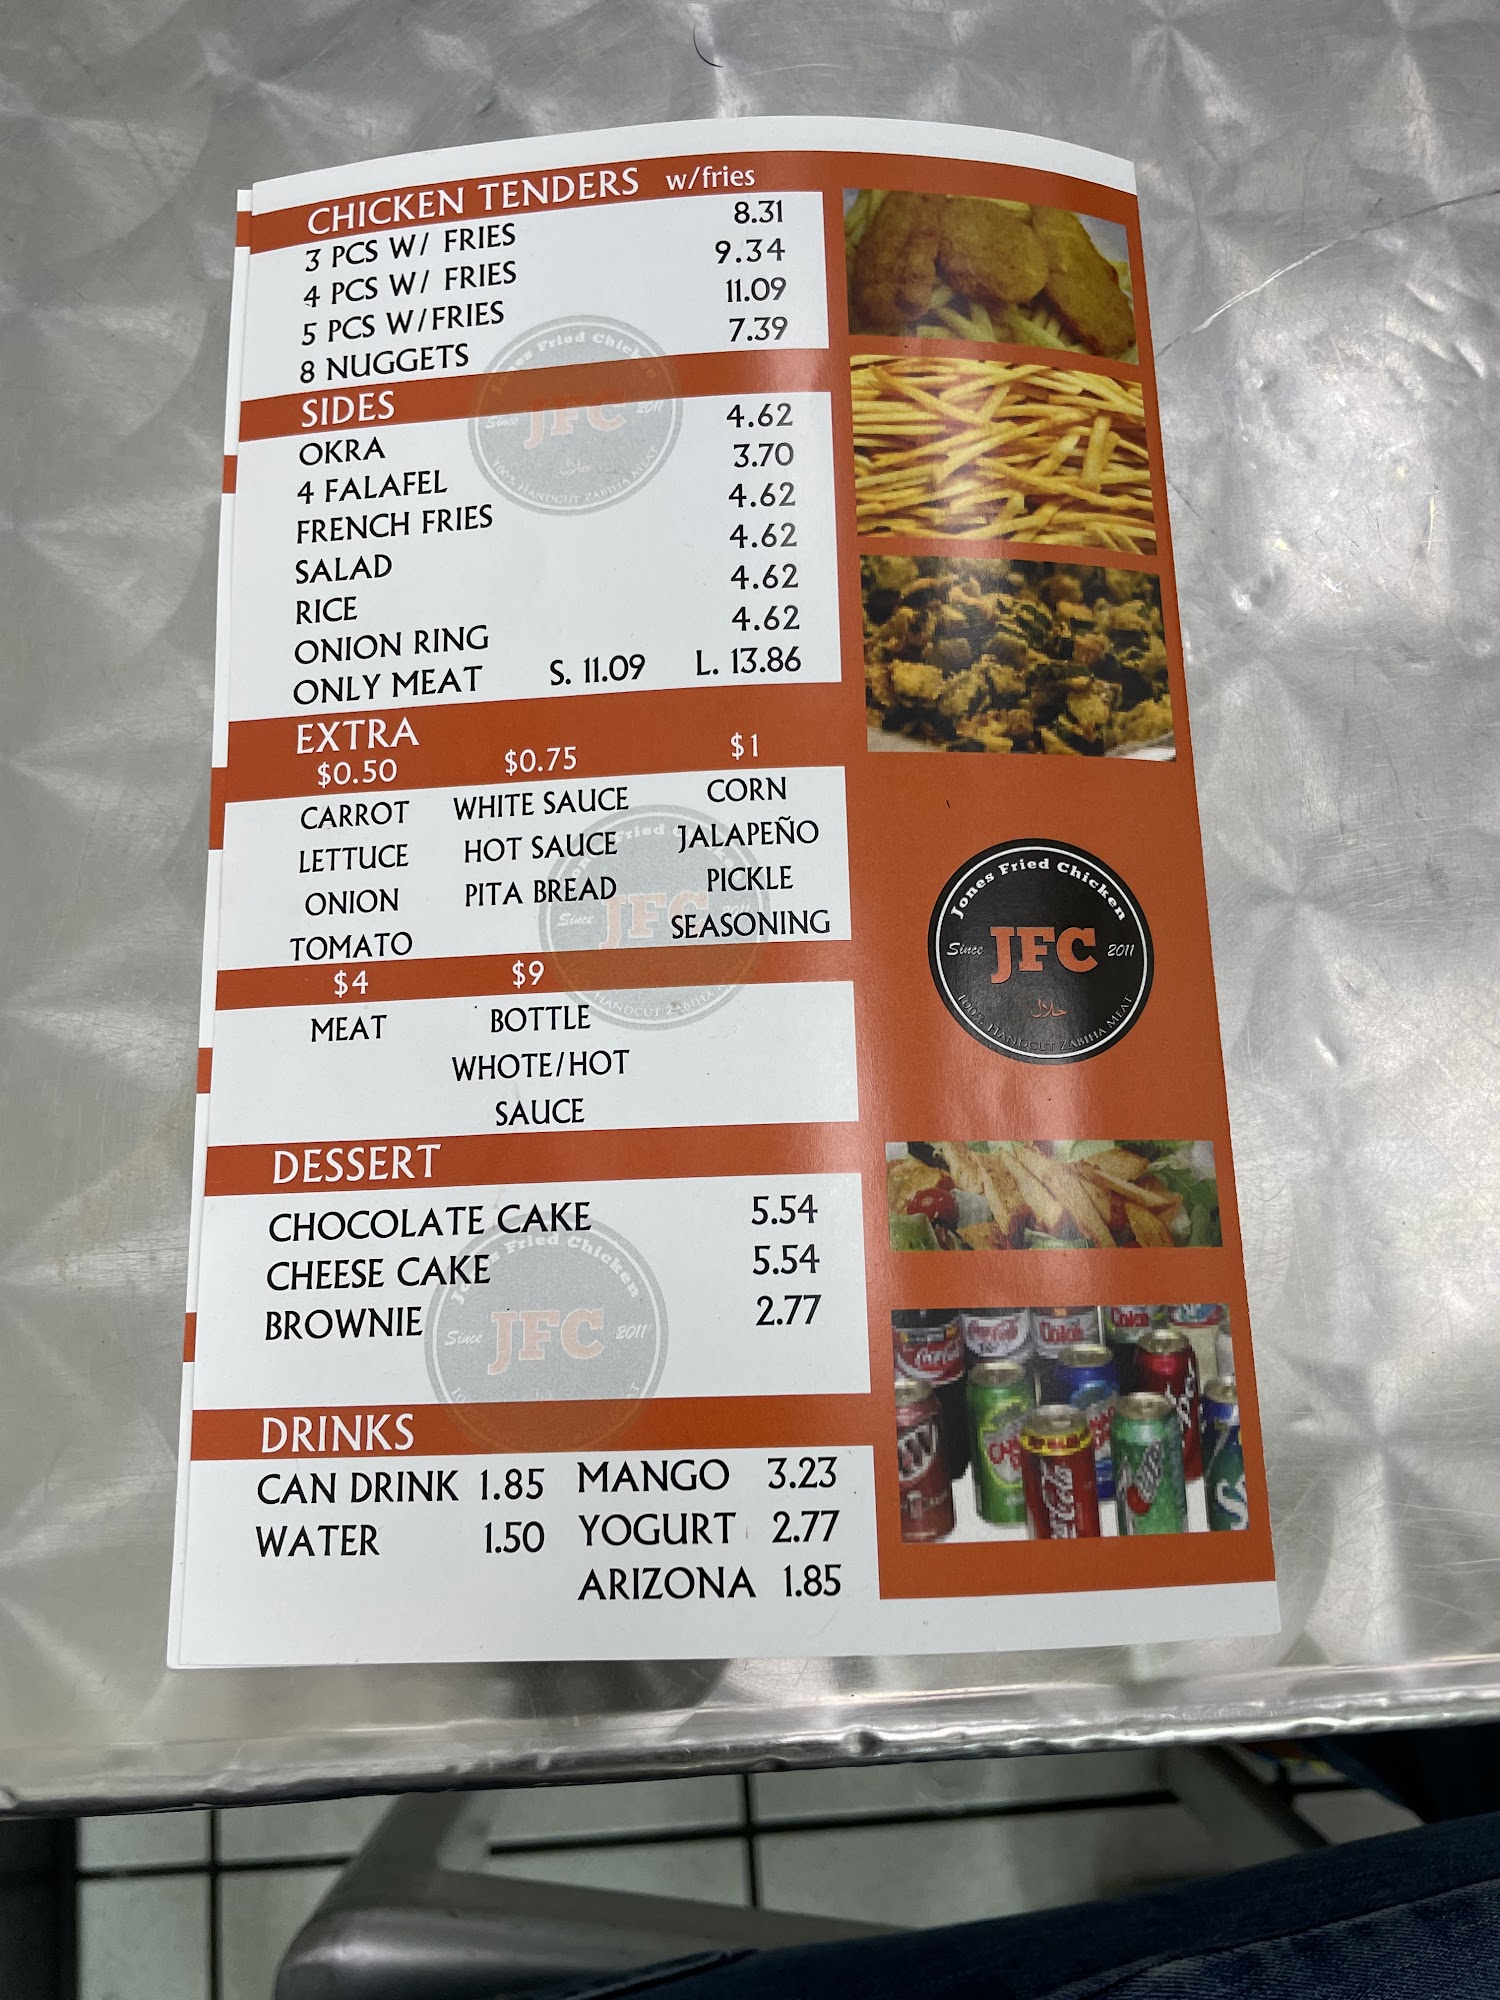 CHICKEN TENDERS w/fries
3 PCS W/ FRIES 8.31
4 PCS W/ FRIES 9.34
5 PCS W/FRIES 11.09
8 NUGGETS 7.39
SIDES
OKRA 4.62
4 FALAFEL 3.70
FRENCH FRIES 4.62
SALAD 4.62
RICE 4.62
ONION RING 4.62
ONLY MEAT S. 11.09 L. 13.86
EXTRA
$0.50 $0.75 $1
CARROT WHITE SAUCE CORN
LETTUCE HOT SAUCE JALAPEÑO
ONION PITA BREAD PICKLE
TOMATO SEASONING
$4 $9
MEAT BOTTLE
WHOTE/HOT
SAUCE
DESSERT
CHOCOLATE CAKE 5.54
CHEESE CAKE 5.54
BROWNIE 2.77
DRINKS
CAN DRINK 1.85 MANGO 3.23
WATER 1.50 YOGURT 2.77
ARIZONA 1.85
Jones Fried Chicken
Since JFC 2011
حلال
100% HANDCUT ZABIHA MEAT